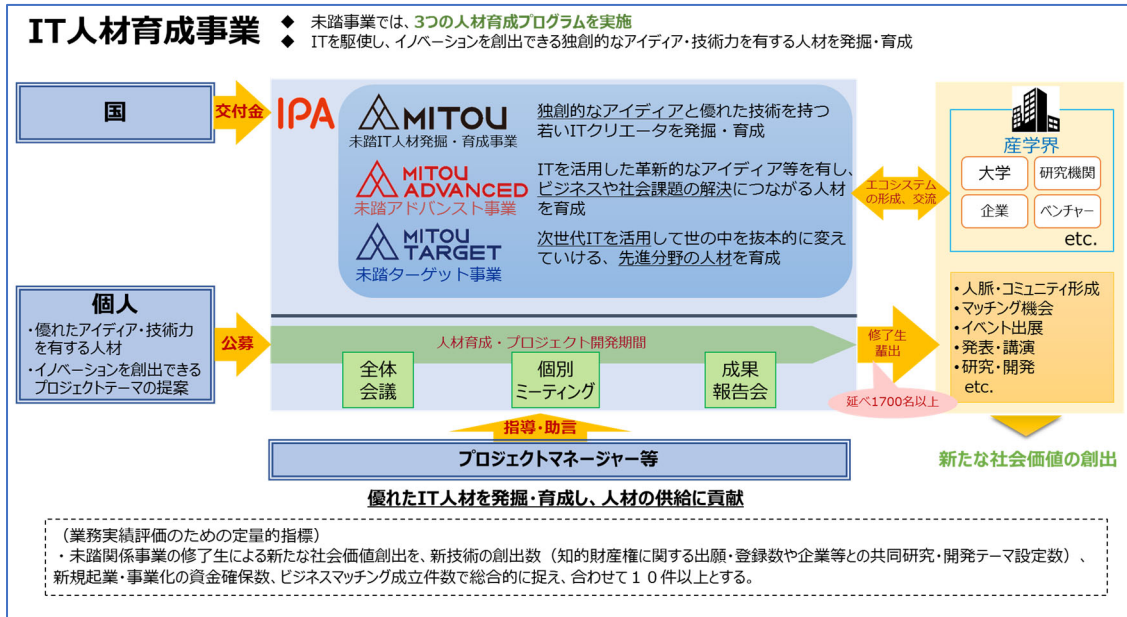 IT人材育成事業
◆ 未踏事業では、3つの人材育成プログラムを実施
◆ ITを駆使し、イノベーションを創出できる独創的なアイディア・技術力を有する人材を発掘・育成
国
交付金
IPA
MITOU
未踏IT人材発掘・育成事業
独創的なアイディアと優れた技術を持つ
若いITクリエータを発掘・育成
MITOU
ADVANCED
未踏アドバンスト事業
ITを活用した革新的なアイディア等を有し、
ビジネスや社会課題の解決につながる人材
を育成
MITOU
TARGET
未踏ターゲット事業
次世代ITを活用して世の中を抜本的に変え
ていける、先進分野の人材を育成
エコシステム
の形成、交流
産学界
大学
研究機関
企業
ベンチャー
etc.
個人
・優れたアイディア・技術力
を有する人材
・イノベーションを創出できる
プロジェクトテーマの提案
公募
人材育成・プロジェクト開発期間
全体
会議
個別
ミーティング
成果
報告会
修了生
輩出
延べ1700名以上
・人脈・コミュニティ形成
・マッチング機会
・イベント出展
・発表・講演
・研究・開発
etc.
新たな社会価値の創出
指導・助言
プロジェクトマネージャー等
優れたIT人材を発掘・育成し、人材の供給に貢献
（業務実績評価のための定量的指標）
・未踏関係事業の修了生による新たな社会価値創出を、新技術の創出数（知的財産権に関する出願・登録数や企業等との共同研究・開発テーマ設定数）、
新規起業・事業化の資金確保数、ビジネスマッチング成立件数で総合的に捉え、合わせて１０件以上とする。